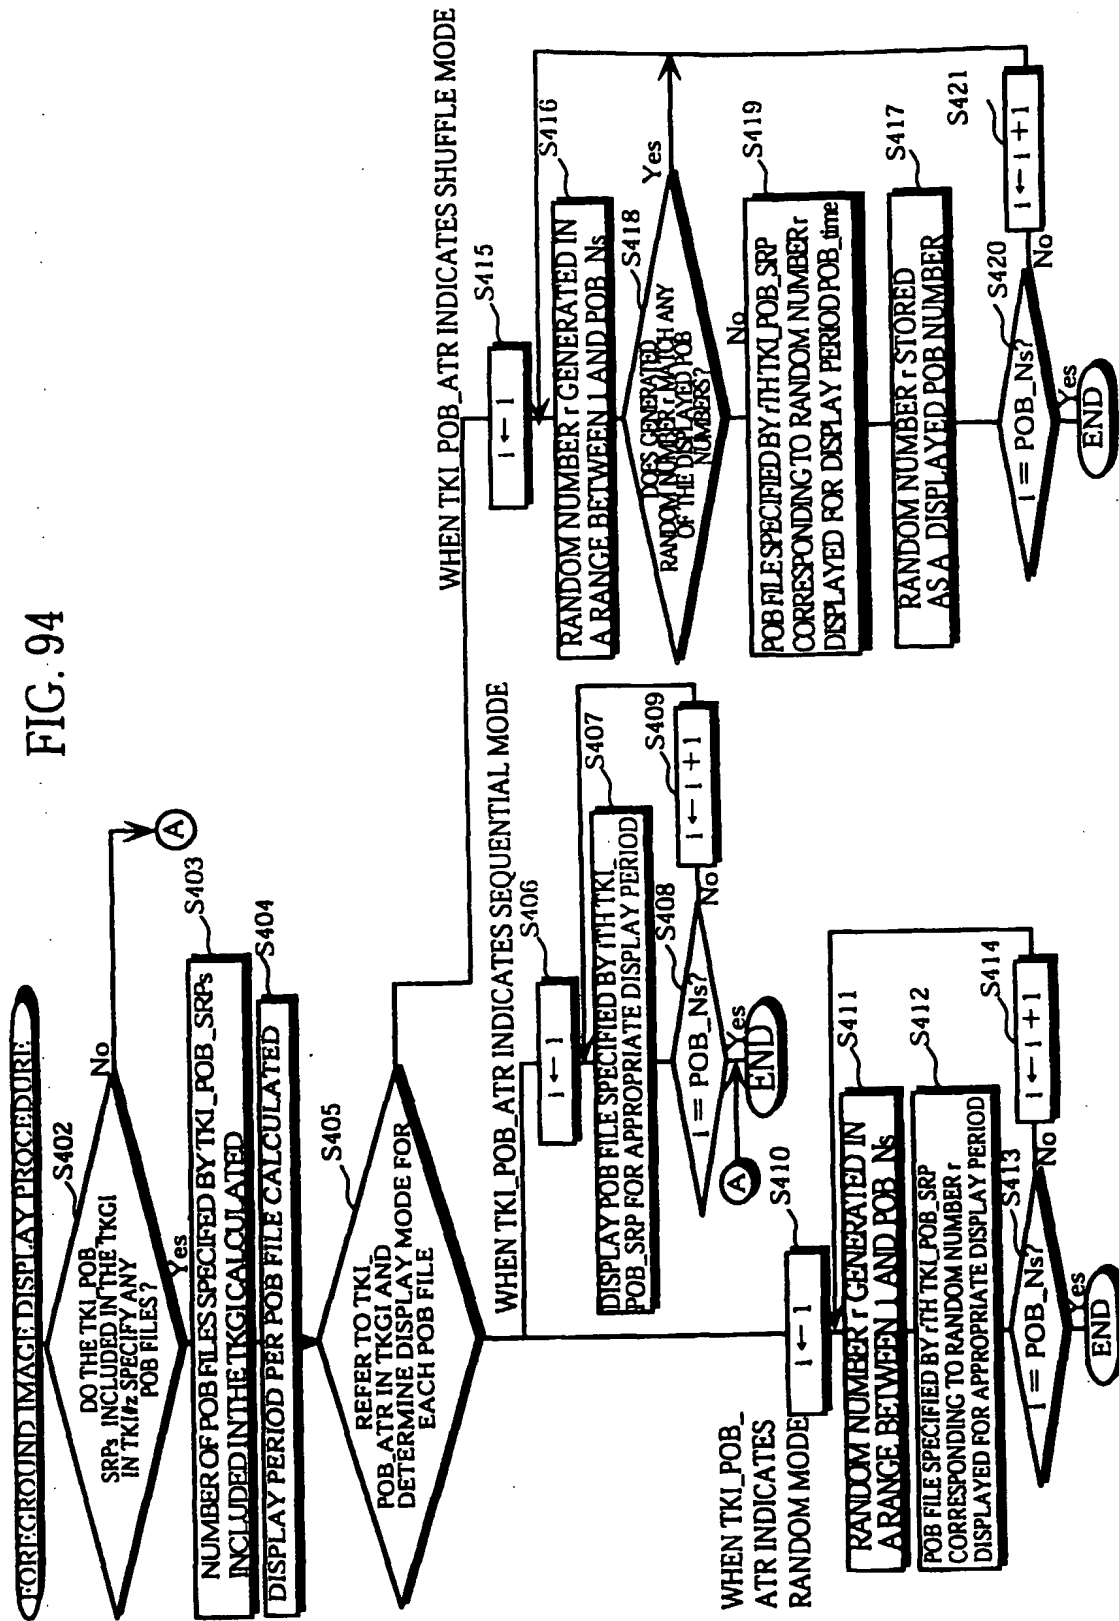 FIG. 94
FOREGROUND IMAGE DISPLAY PROCEDURE
S402
DO THE TKI_POB_
SRPs INCLUDED IN THE TKGI
IN TKI#z SPECIFY ANY
POB FILES ?
No
A
Yes
S403
NUMBER OF POB FILES SPECIFED BY TKI_POB_SRPs
INCLUDED IN THE TKGI CALCULATED
S404
DISPLAY PERIOD PER POB FILE CALCULATED
S405
REFER TO TKI_
POB_ATR IN TKGI AND
DETERMINE DISPLAY MODE FOR
EACH POB FILE
WHEN TKI_POB_ATR INDICATES SEQUENTIAL MODE
S406
i ← 1
S407
DISPLAY POB FILE SPECIFIED BY iTH TKI_
POB_SRP FOR APPROPRIATE DISPLAY PERIOD
S408
i == POB_Ns?
No
S409
i ← i + 1
Yes
A
END
WHEN TKI_POB_
ATR INDICATES
RANDOM MODE
S410
i ← 1
S411
RANDOM NUMBER r GENERATED IN
A RANGE BETWEEN 1 AND POB_Ns
S412
POB FILE SPECIFIED BY rTH TKI_POB_SRP
CORRESPONDING TO RANDOM NUMBER r
DISPLAYED FOR APPROPRIATE DISPLAY PERIOD
S413
i == POB_Ns?
No
S414
i ← i + 1
Yes
END
WHEN TKI_POB_ATR INDICATES SHUFFLE MODE
S415
i ← 1
S416
RANDOM NUMBER r GENERATED IN
A RANGE BETWEEN 1 AND POB_Ns
S418
DOES GENERATED
RANDOM NUMBER r MATCH ANY
OF THE DISPLAYED POB
NUMBERS?
Yes
No
S419
POB FILE SPECIFIED BY rTH TKI_POB_SRP
CORRESPONDING TO RANDOM NUMBER r
DISPLAYED FOR DISPLAY PERIOD POB_time
S417
RANDOM NUMBER r STORED
AS A DISPLAYED POB NUMBER
S420
i == POB_Ns?
No
S421
i ← i + 1
Yes
END